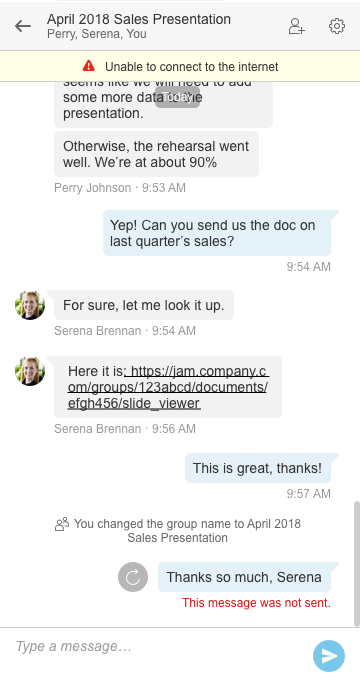 April 2018 Sales Presentation
Perry, Serena, You
Unable to connect to the internet
seems like we will need to add
some more data to the
Today
presentation.
Otherwise, the rehearsal went
well. We're at about 90%
Perry Johnson · 9:53 AM
Yep! Can you send us the doc on
last quarter's sales?
9:54 AM
For sure, let me look it up.
Serena Brennan · 9:54 AM
Here it is: https://jam.company.c
om/groups/123abcd/documents/
efgh456/slide_viewer
Serena Brennan · 9:56 AM
This is great, thanks!
9:57 AM
You changed the group name to April 2018
Sales Presentation
Thanks so much, Serena
This message was not sent.
Type a message…